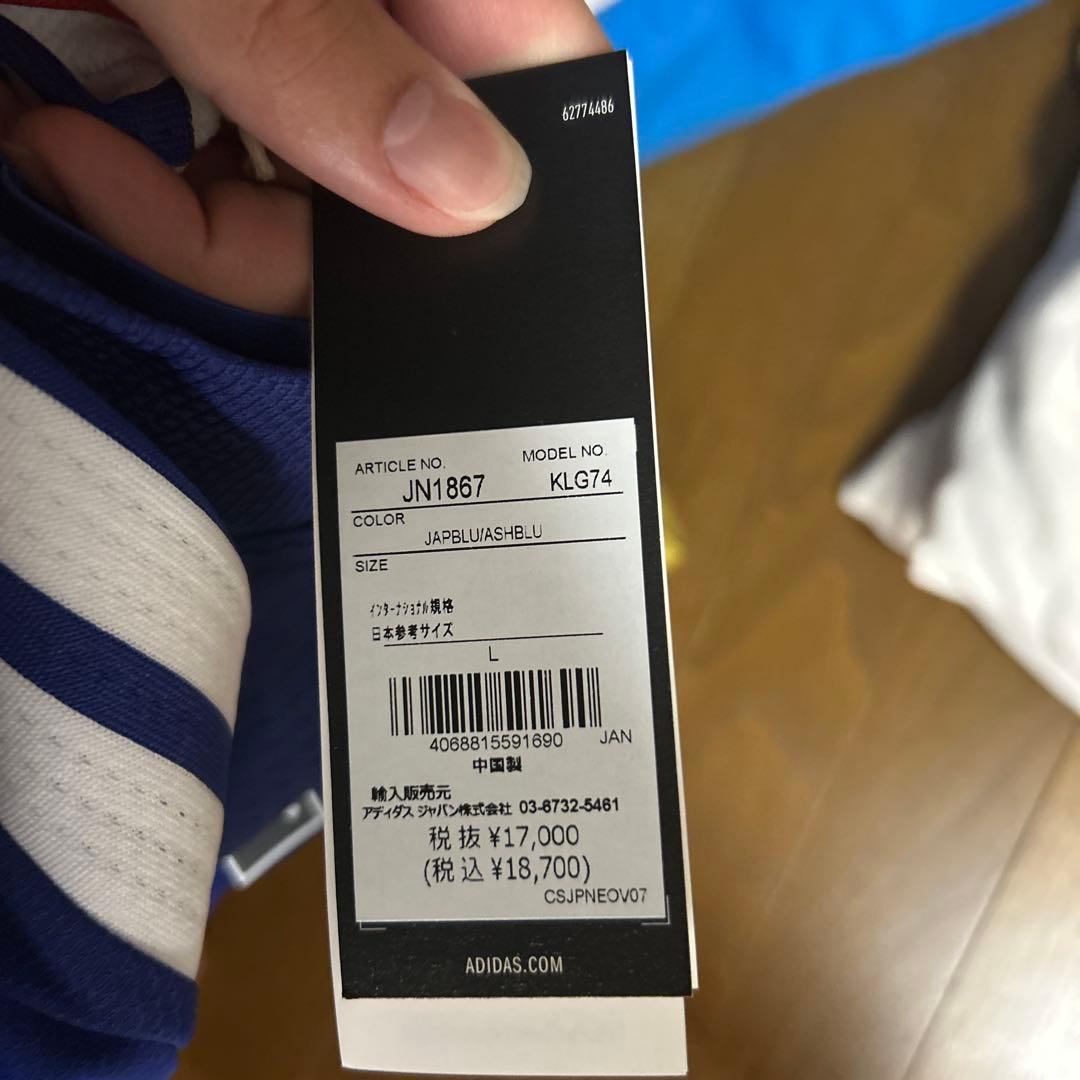 62774486
ARTICLE NO. MODEL NO.
JN1867 KLG74
COLOR
JAPBLU/ASHBLU
SIZE
インターナショナル規格
日本参考サイズ
L
4068815591690 JAN
中国製
輸入販売元
アディダス ジャパン株式会社 03-6732-5461
税抜 ¥17,000
(税込 ¥18,700)
CSJPNEOV07
ADIDAS.COM